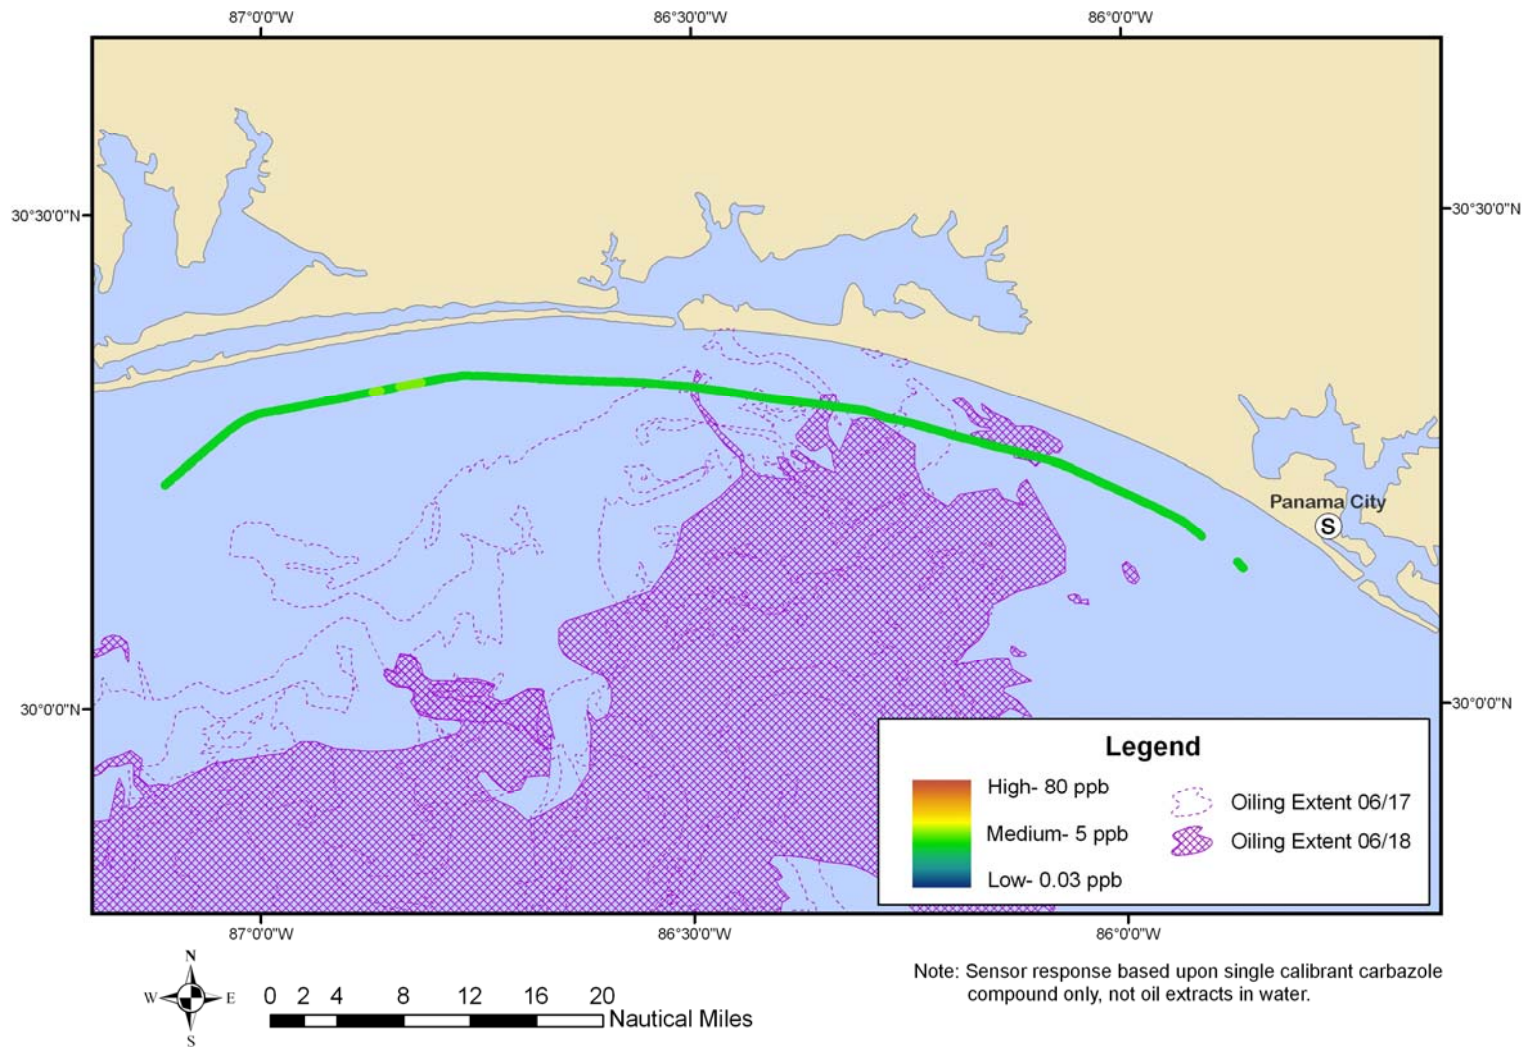 87°0'0"W 86°30'0"W 86°0'0"W
30°30'0"N 30°30'0"N
Panama City
S
30°0'0"N 30°0'0"N
Legend
High- 80 ppb
Medium- 5 ppb
Low- 0.03 ppb
Oiling Extent 06/17
Oiling Extent 06/18
87°0'0"W 86°30'0"W 86°0'0"W
N
W E
S
0 2 4 8 12 16 20
Nautical Miles
Note: Sensor response based upon single calibrant carbazole
compound only, not oil extracts in water.